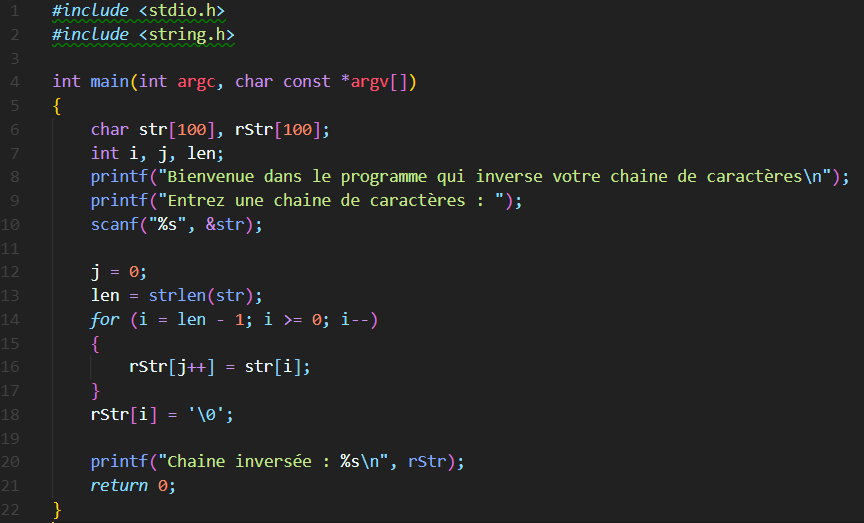 1 #include <stdio.h>
2 #include <string.h>
3
4 int main(int argc, char const *argv[])
5 {
6     char str[100], rStr[100];
7     int i, j, len;
8     printf("Bienvenue dans le programme qui inverse votre chaine de caractères\n");
9     printf("Entrez une chaine de caractères : ");
10     scanf("%s", &str);
11
12     j = 0;
13     len = strlen(str);
14     for (i = len - 1; i >= 0; i--)
15     {
16         rStr[j++] = str[i];
17     }
18     rStr[i] = '\0';
19
20     printf("Chaine inversée : %s\n", rStr);
21     return 0;
22 }